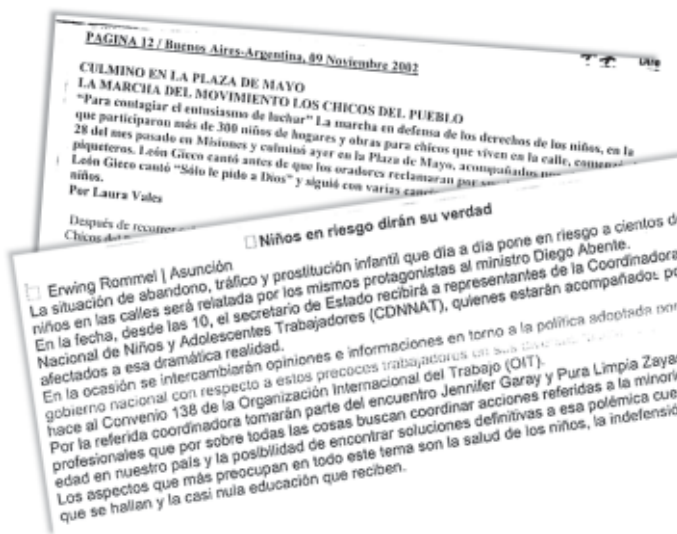 PAGINA 12 / Buenos Aires-Argentina, 09 Noviembre 2002
CULMINO EN LA PLAZA DE MAYO
LA MARCHA DEL MOVIMIENTO LOS CHICOS DEL PUEBLO
"Para contagiar el entusiasmo de luchar" La marcha en defensa de los derechos de los niños, en la
que participaron más de 300 niños de hogares y obras para chicos que viven en la calle,
28 del mes pasado en Misiones y culminó ayer en la Plaza de Mayo, acompañados
piqueteros. León Gieco cantó antes de que los oradores reclamaran por
León Gieco cantó "Sólo le pido a Dios" y siguió con varias
niños.
Por Laura Vales
Después de
Chicos del
Niños en riesgo dirán su verdad
Erwing Rommel | Asunción
La situación de abandono, tráfico y prostitución infantil que día a día pone en riesgo a cientos de
niños en las calles será relatada por los mismos protagonistas al ministro Diego Abente.
En la fecha, desde las 10, el secretario de Estado recibirá a representantes de la Coordinadora
Nacional de Niños y Adolescentes Trabajadores (CDNNAT), quienes estarán acompañados
afectados a esa dramática realidad.
En la ocasión se intercambiarán opiniones e informaciones en torno a la política adoptada por
gobierno nacional con respecto a estos precoces trabajadores en sus
hace al Convenio 138 de la Organización Internacional del Trabajo (OIT).
Por la referida coordinadora tomarán parte del encuentro Jennifer Garay y Pura Limpia
profesionales que por sobre todas las cosas buscan coordinar acciones referidas a la
edad en nuestro país y la posibilidad de encontrar soluciones definitivas a esa polémica
Los aspectos que más preocupan en todo este tema son la salud de los niños, la
que se hallan y la casi nula educación que reciben.